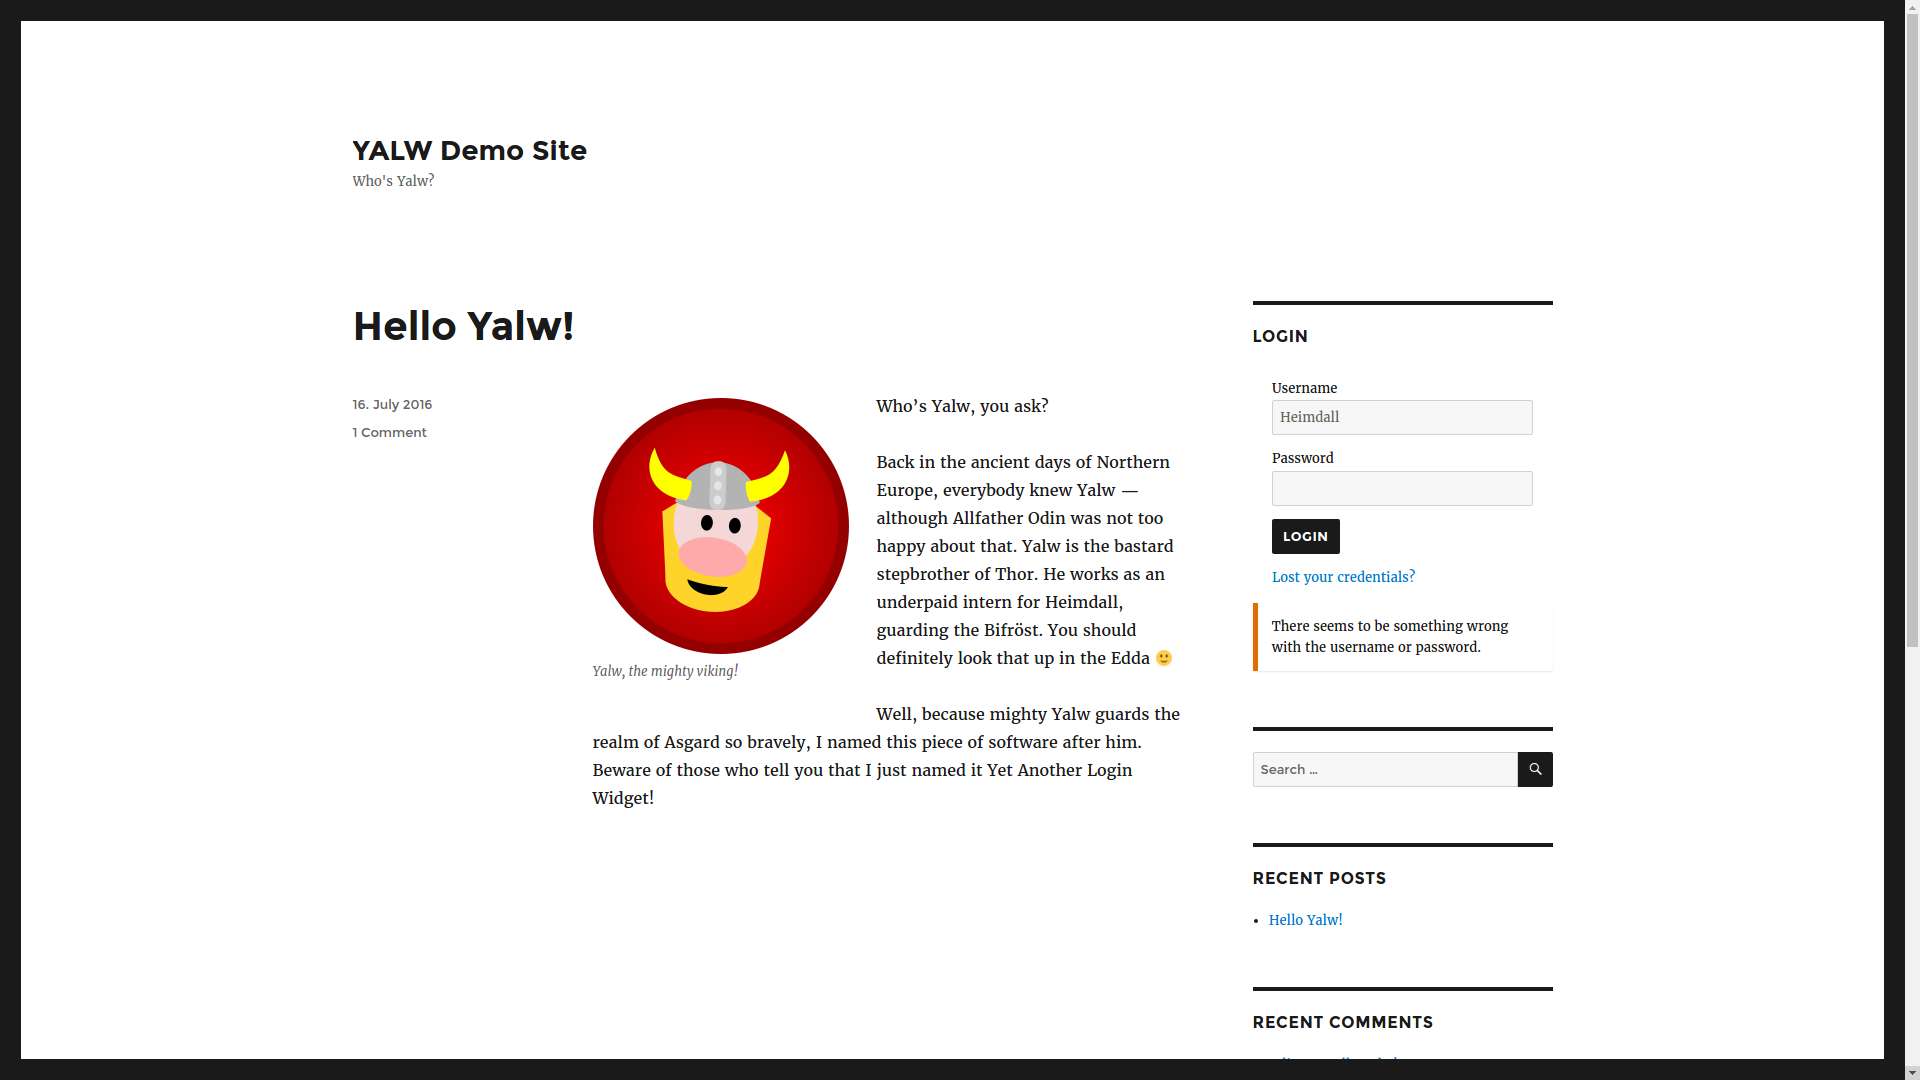 YALW Demo Site
Who's Yalw?
Hello Yalw!
16. July 2016
1 Comment
Yalw, the mighty viking!
Who’s Yalw, you ask?
Back in the ancient days of Northern
Europe, everybody knew Yalw —
although Allfather Odin was not too
happy about that. Yalw is the bastard
stepbrother of Thor. He works as an
underpaid intern for Heimdall,
guarding the Bifröst. You should
definitely look that up in the Edda 🙂
Well, because mighty Yalw guards the
realm of Asgard so bravely, I named this piece of software after him.
Beware of those who tell you that I just named it Yet Another Login
Widget!
LOGIN
Username
Heimdall
Password
LOGIN
Lost your credentials?
There seems to be something wrong
with the username or password.
Search …
RECENT POSTS
Hello Yalw!
RECENT COMMENTS